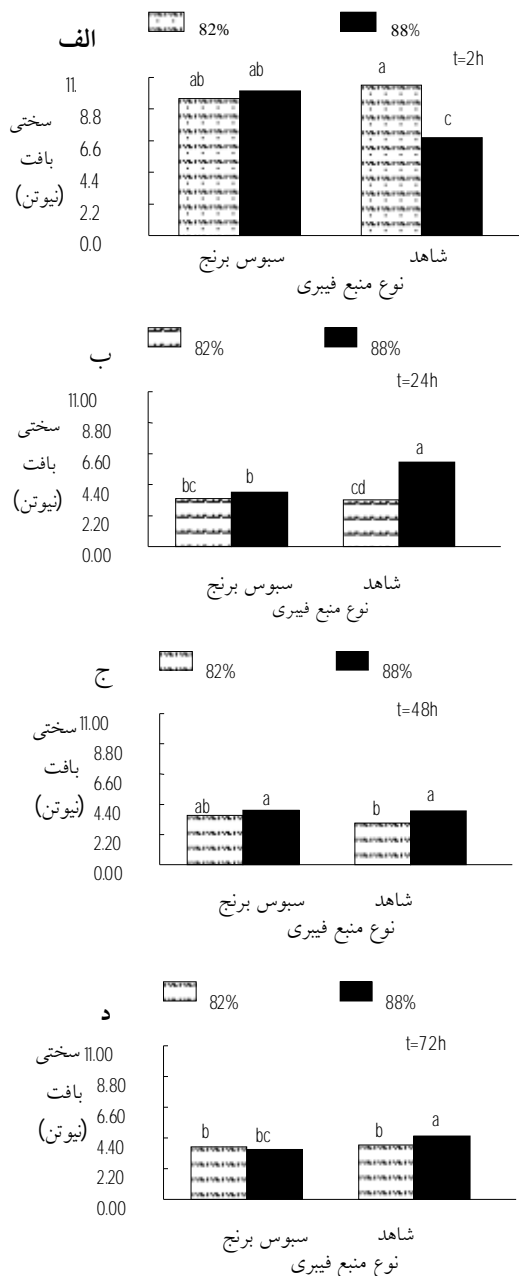 الف
82%
88%
t=2h
سختی
بافت
(نیوتن)
11.
8.8
6.6
4.4
2.2
0.0
ab
ab
a
c
سبوس برنج
شاهد
نوع منبع فیبری
ب
82%
88%
t=24h
سختی
بافت
(نیوتن)
11.00
8.80
6.60
4.40
2.20
0.00
bc
b
cd
a
سبوس برنج
شاهد
نوع منبع فیبری
ج
82%
88%
t=48h
سختی
بافت
(نیوتن)
11.00
8.80
6.60
4.40
2.20
0.00
ab
a
b
a
سبوس برنج
شاهد
نوع منبع فیبری
د
82%
88%
t=72h
سختی
بافت
(نیوتن)
11.00
8.80
6.60
4.40
2.20
0.00
b
bc
b
a
سبوس برنج
شاهد
نوع منبع فیبری